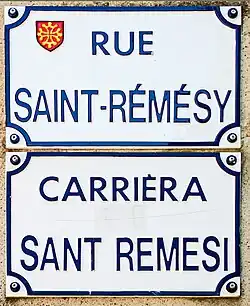 RUE
SAINT-RÉMÉSY
CARRIÈRA
SANT REMESI